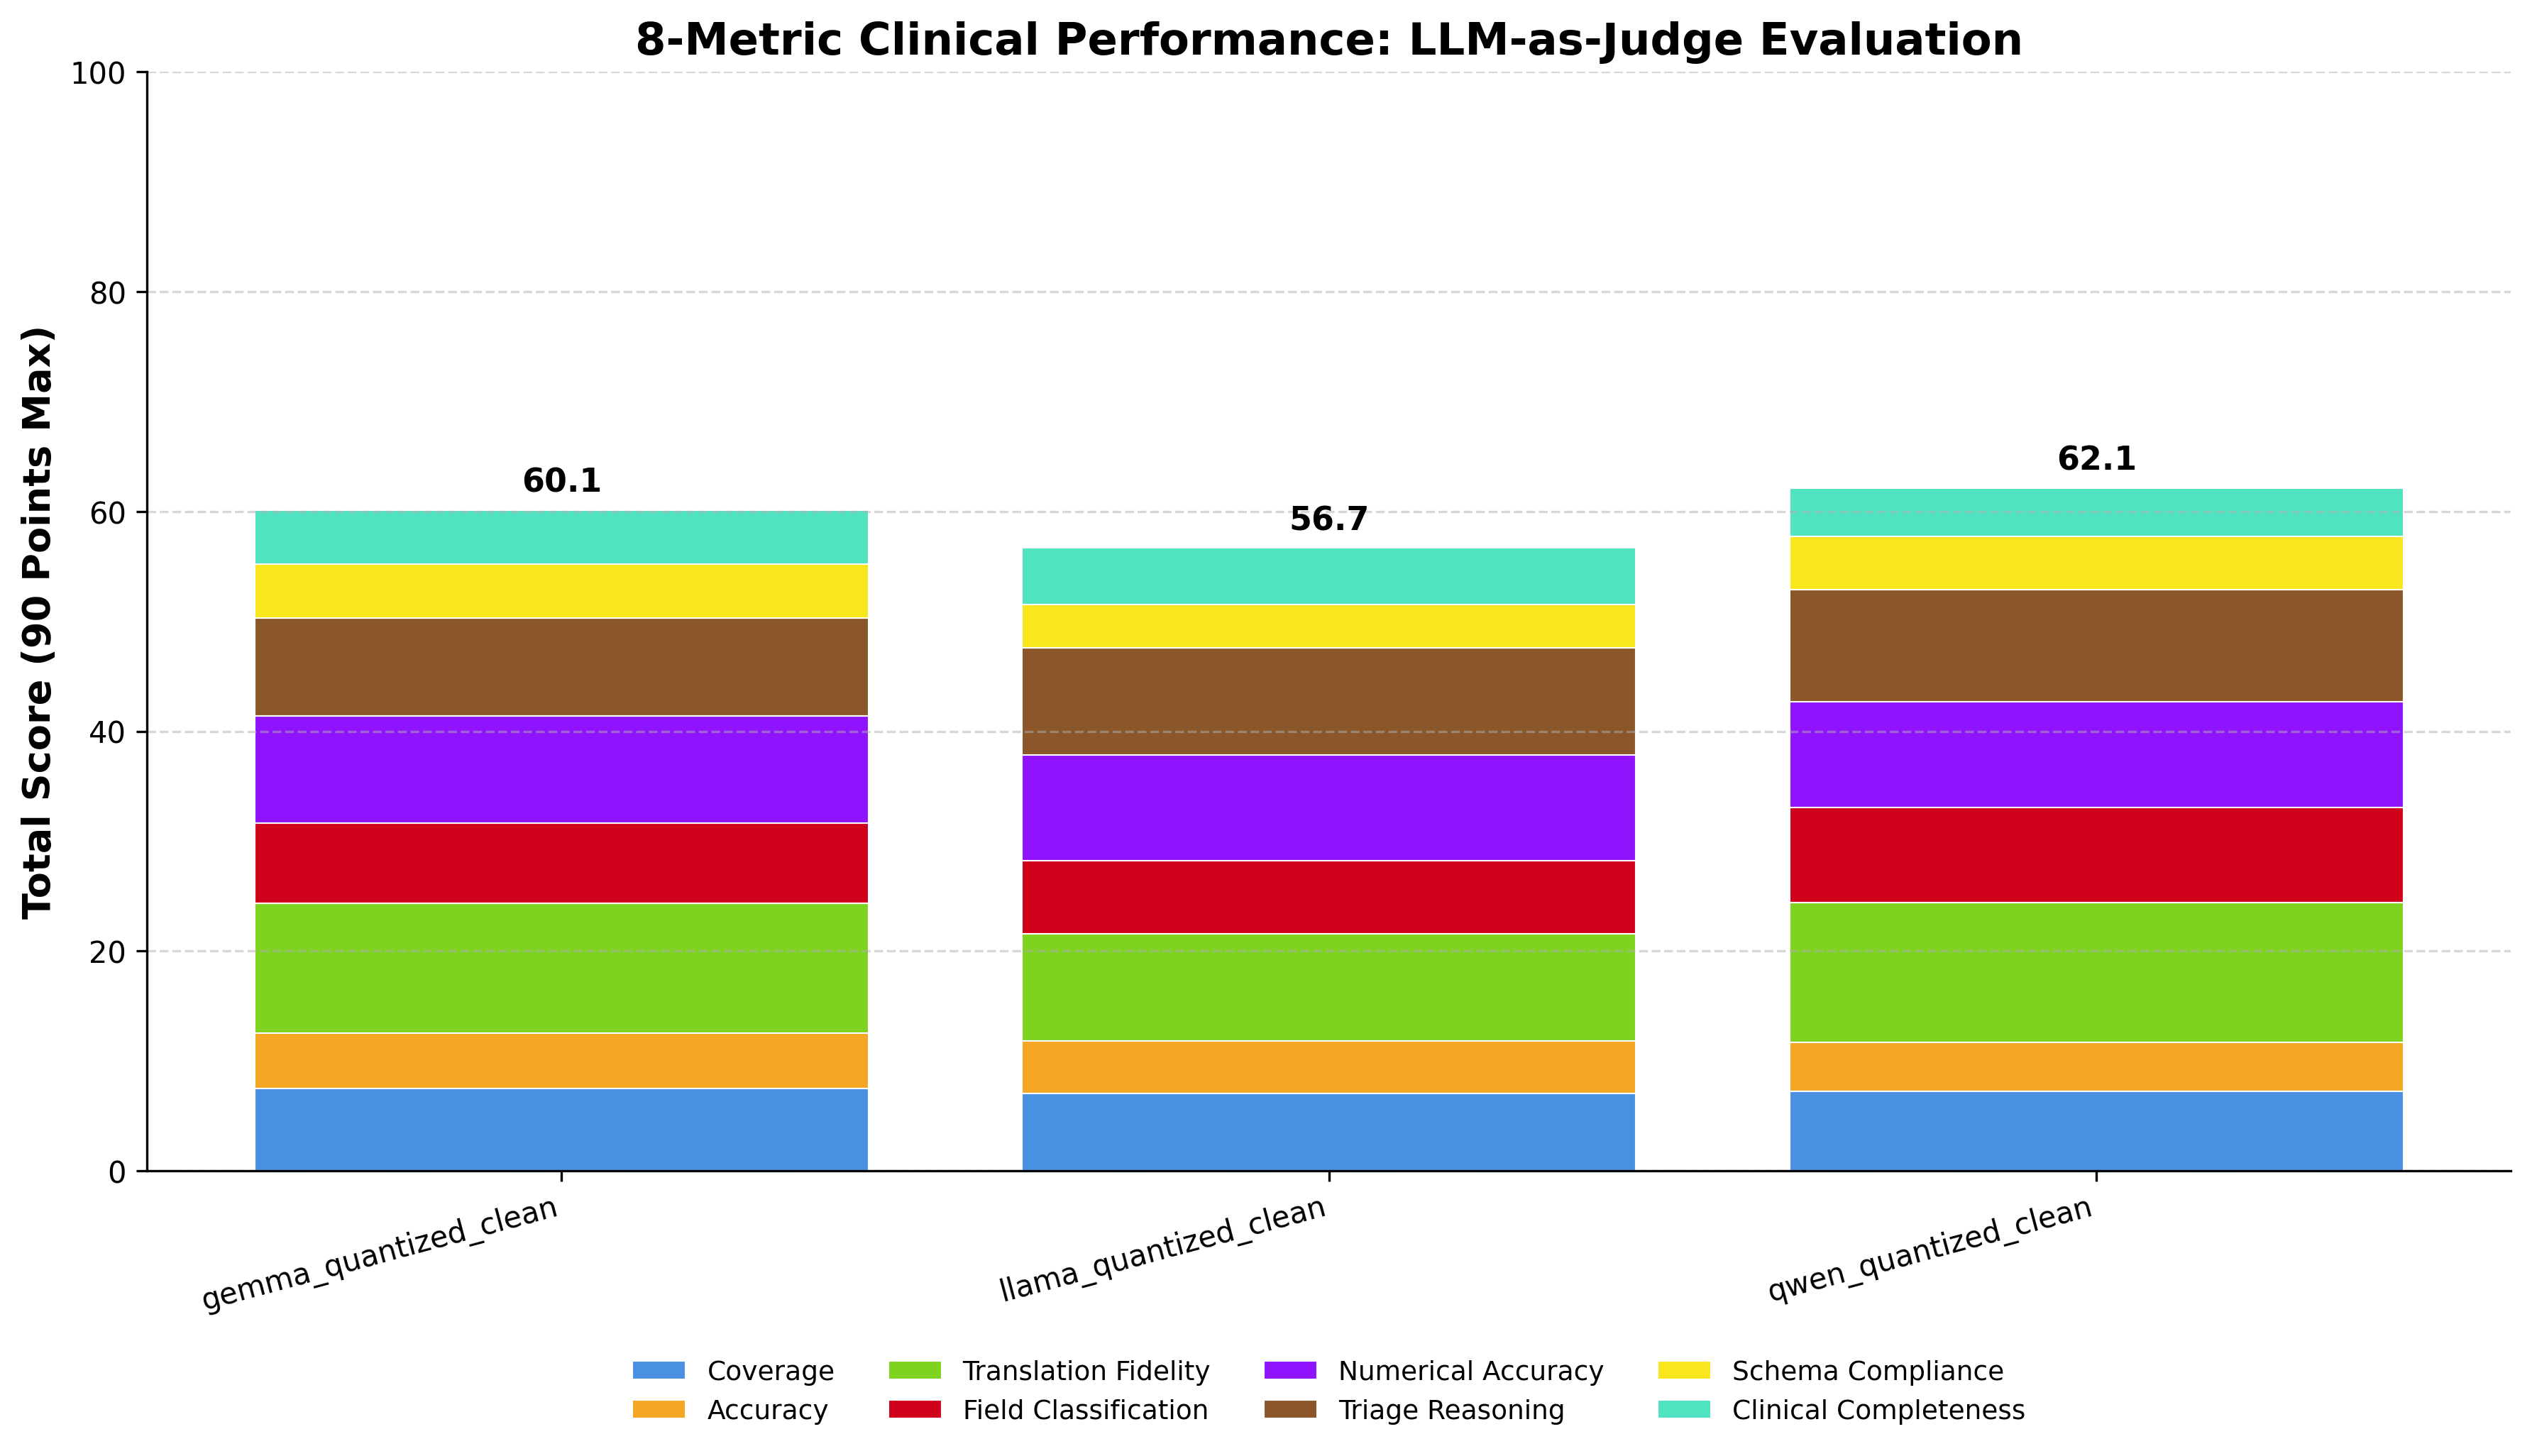 8-Metric Clinical Performance: LLM-as-Judge Evaluation
Total Score (90 Points Max)
100
80
60
40
20
0
60.1
56.7
62.1
gemma_quantized_clean
llama_quantized_clean
qwen_quantized_clean
Coverage
Accuracy
Translation Fidelity
Field Classification
Numerical Accuracy
Triage Reasoning
Schema Compliance
Clinical Completeness